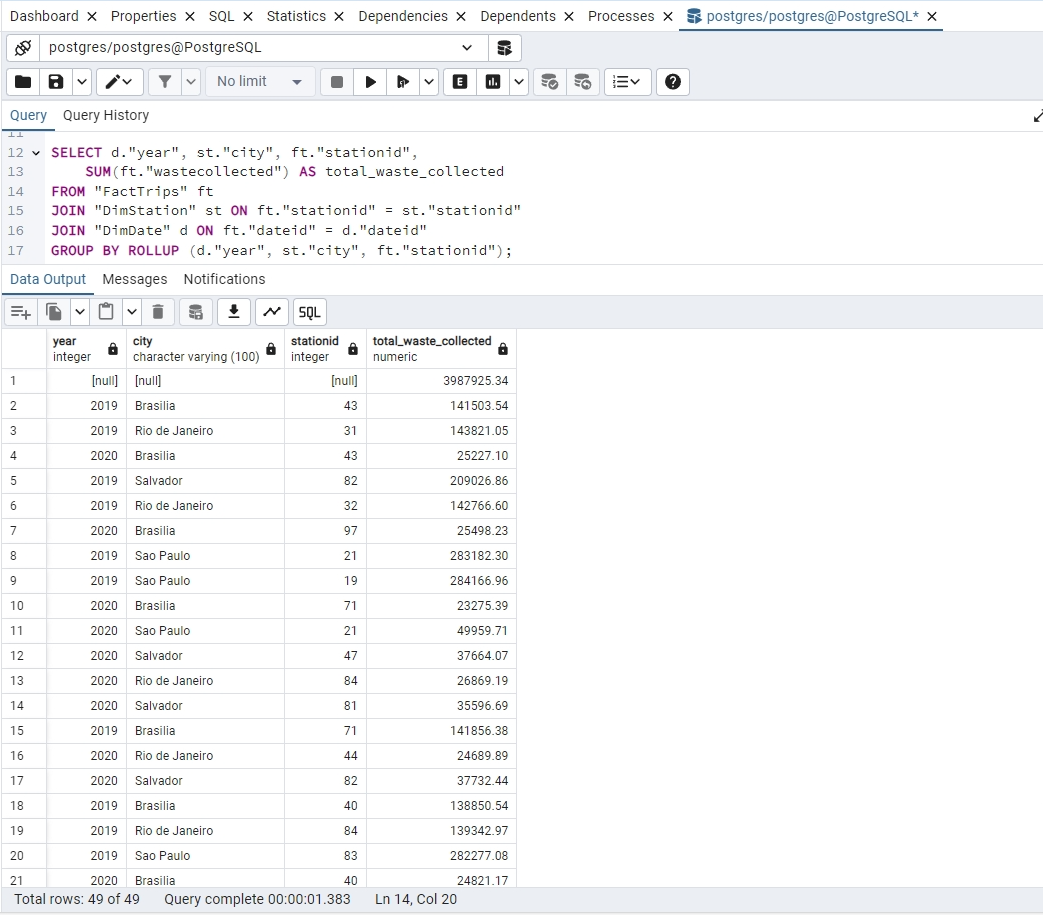 Dashboard Properties SQL Statistics Dependencies Dependents Processes postgres/postgres@PostgreSQL*
postgres/postgres@PostgreSQL
No limit E
Query Query History
11
12 SELECT d."year", st."city", ft."stationid",
13 SUM(ft."wastecollected") AS total_waste_collected
14 FROM "FactTrips" ft
15 JOIN "DimStation" st ON ft."stationid" = st."stationid"
16 JOIN "DimDate" d ON ft."dateid" = d."dateid"
17 GROUP BY ROLLUP (d."year", st."city", ft."stationid");
Data Output Messages Notifications
SQL
year city stationid total_waste_collected
integer character varying (100) integer numeric
1 [null] [null] [null] 3987925.34
2 2019 Brasilia 43 141503.54
3 2019 Rio de Janeiro 31 143821.05
4 2020 Brasilia 43 25227.10
5 2019 Salvador 82 209026.86
6 2019 Rio de Janeiro 32 142766.60
7 2020 Brasilia 97 25498.23
8 2019 Sao Paulo 21 283182.30
9 2019 Sao Paulo 19 284166.96
10 2020 Brasilia 71 23275.39
11 2020 Sao Paulo 21 49959.71
12 2020 Salvador 47 37664.07
13 2020 Rio de Janeiro 84 26869.19
14 2020 Salvador 81 35596.69
15 2019 Brasilia 71 141856.38
16 2020 Rio de Janeiro 44 24689.89
17 2020 Salvador 82 37732.44
18 2019 Brasilia 40 138850.54
19 2019 Rio de Janeiro 84 139342.97
20 2019 Sao Paulo 83 282277.08
21 2020 Brasilia 40 24821.17
Total rows: 49 of 49 Query complete 00:00:01.383 Ln 14, Col 20